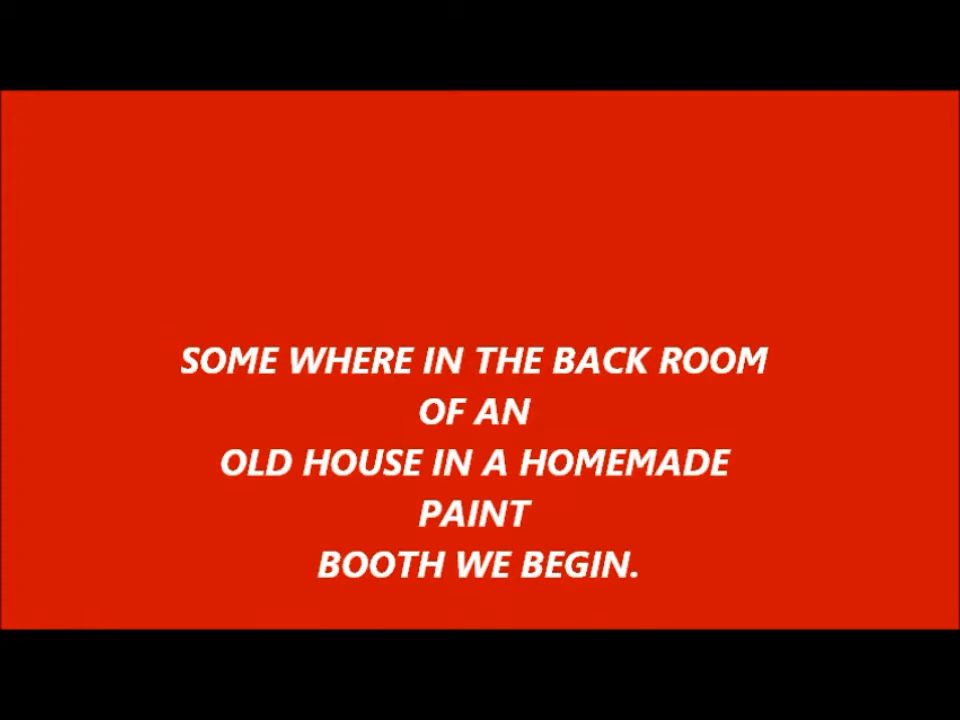 SOME WHERE IN THE BACK ROOM
OF AN
OLD HOUSE IN A HOMEMADE
PAINT
BOOTH WE BEGIN.